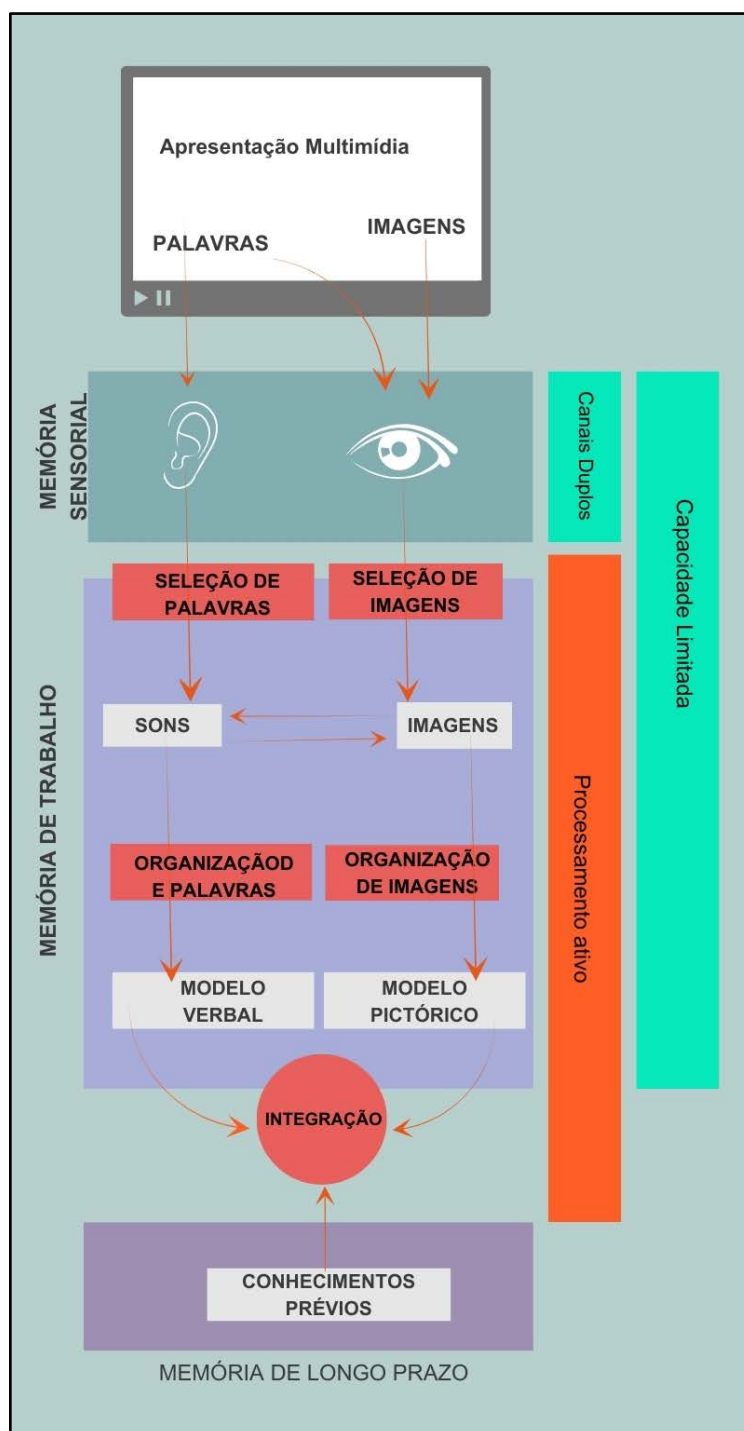 Apresentação Multimídia
IMAGENS
PALAVRAS
MEMÓRIA
SENSORIAL
Canais Duplos
Capacidade Limitada
SELEÇÃO DE
PALAVRAS
SELEÇÃO DE
IMAGENS
MEMÓRIA DE TRABALHO
SONS
IMAGENS
Processamento ativo
ORGANIZAÇÃOD
E PALAVRAS
ORGANIZAÇÃO
DE IMAGENS
MODELO
VERBAL
MODELO
PICTÓRICO
INTEGRAÇÃO
CONHECIMENTOS
PRÉVIOS
MEMÓRIA DE LONGO PRAZO